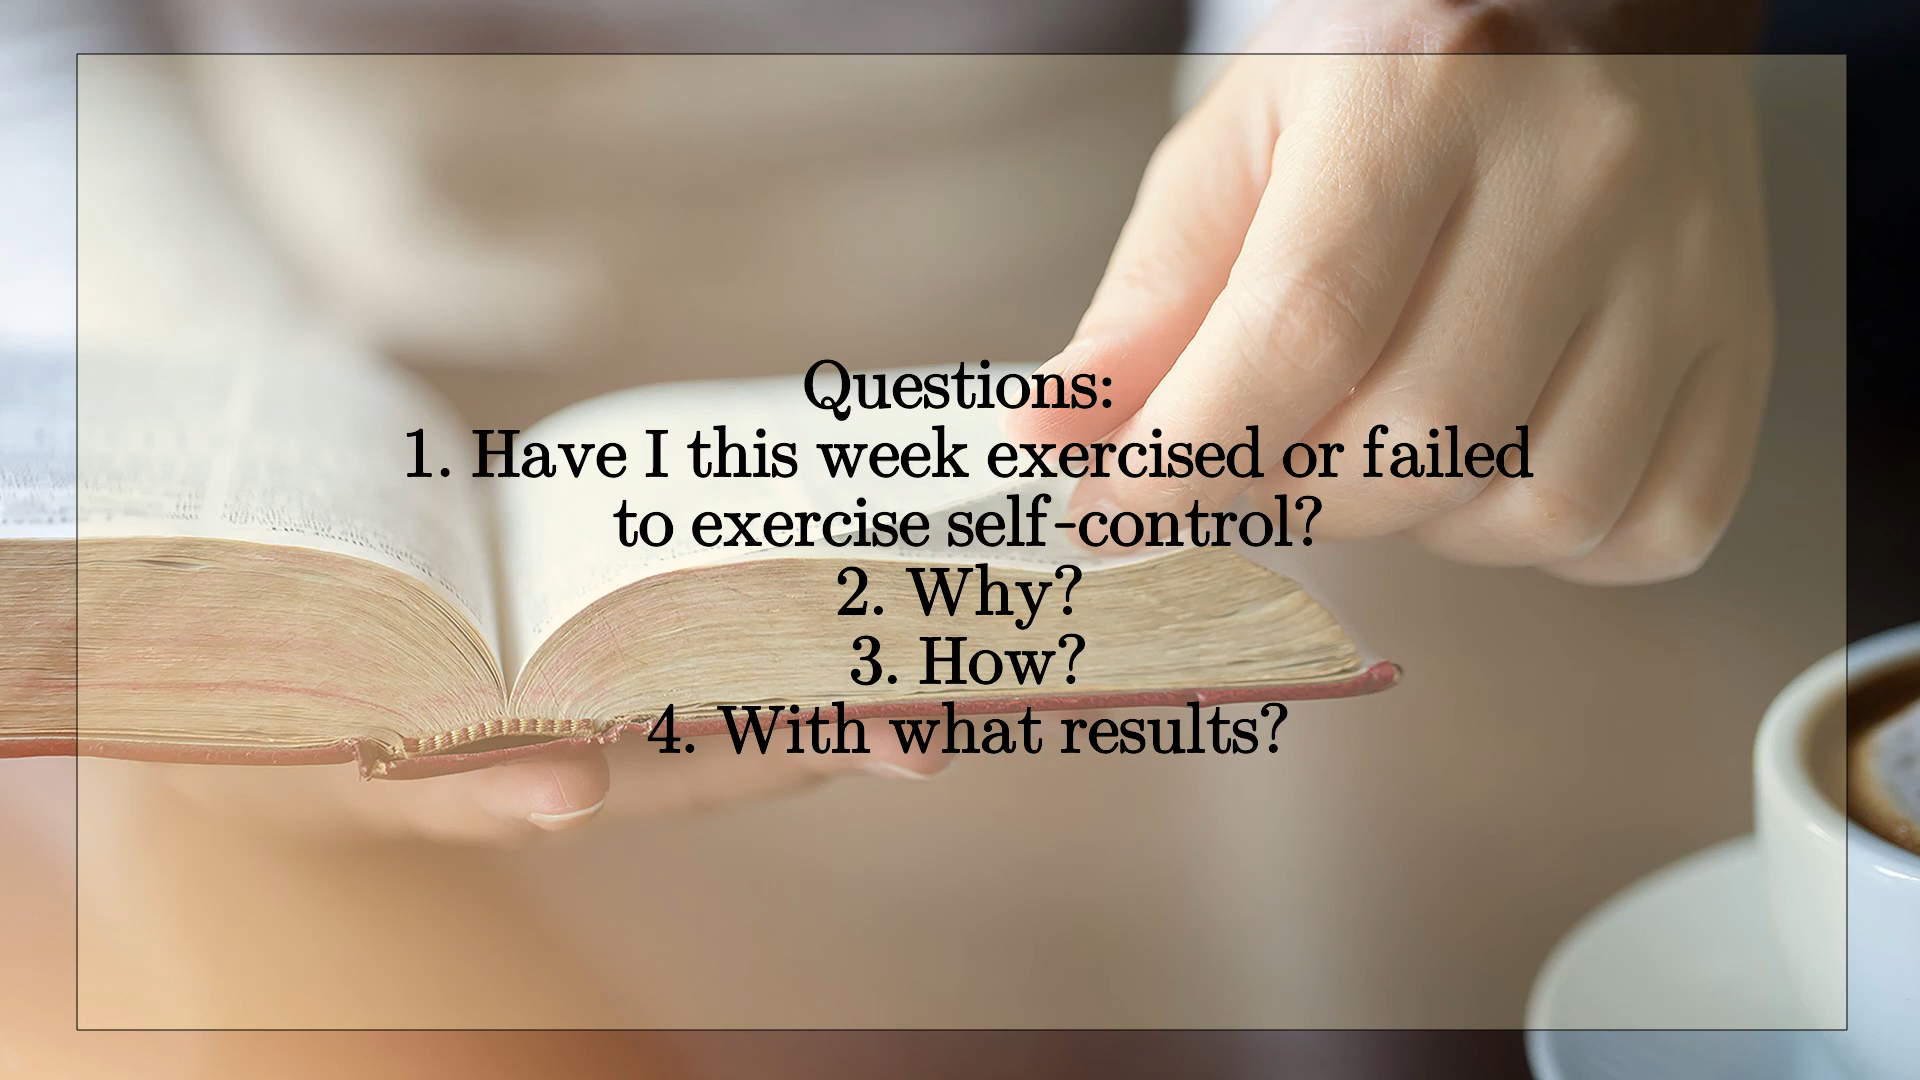 Questions:
1. Have I this week exercised or failed
to exercise self-control?
2. Why?
3. How?
4. With what results?